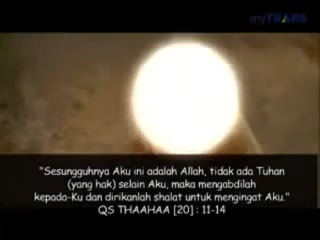 myTRANS
"Sesungguhnya Aku ini adalah Allah, tidak ada Tuhan
(yang hak) selain Aku, maka mengabdilah
kepada-Ku dan dirikanlah shalat untuk mengingat Aku."
QS THAAHAA [20] : 11-14